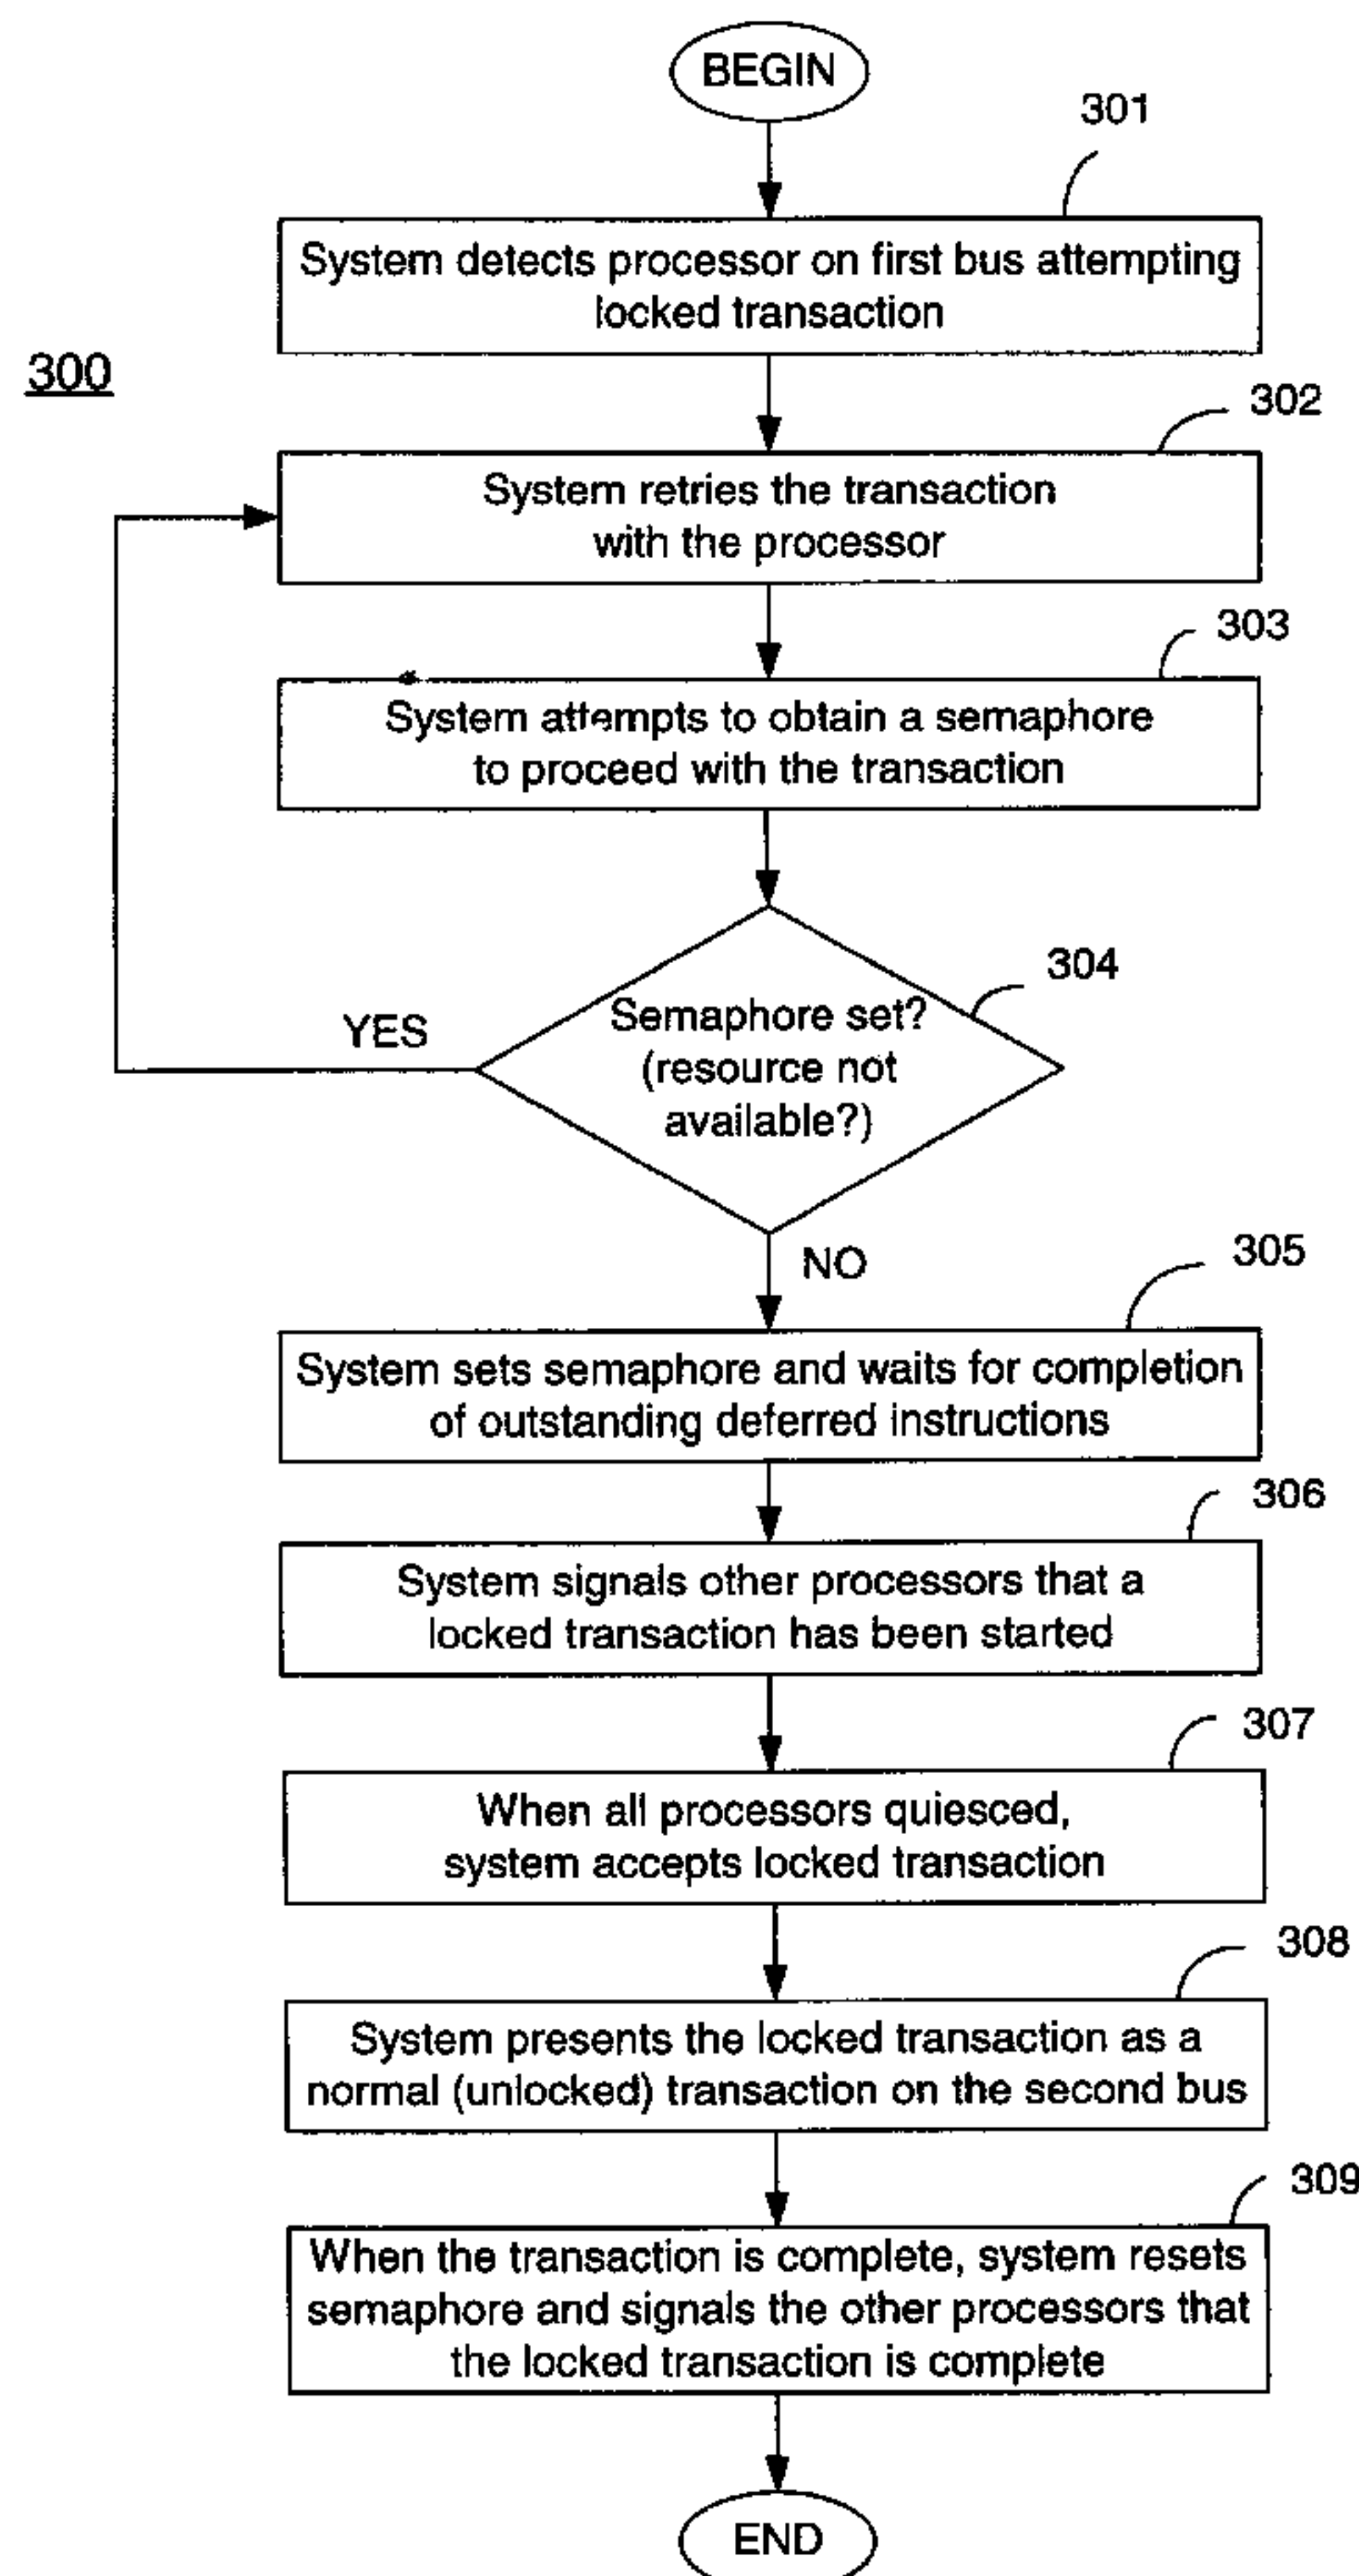 BEGIN
301
System detects processor on first bus attempting
locked transaction
300
302
System retries the transaction
with the processor
303
System attempts to obtain a semaphore
to proceed with the transaction
304
Semaphore set?
(resource not
available?)
YES
NO
305
System sets semaphore and waits for completion
of outstanding deferred instructions
306
System signals other processors that a
locked transaction has been started
307
When all processors quiesced,
system accepts locked transaction
308
System presents the locked transaction as a
normal (unlocked) transaction on the second bus
309
When the transaction is complete, system resets
semaphore and signals the other processors that
the locked transaction is complete
END